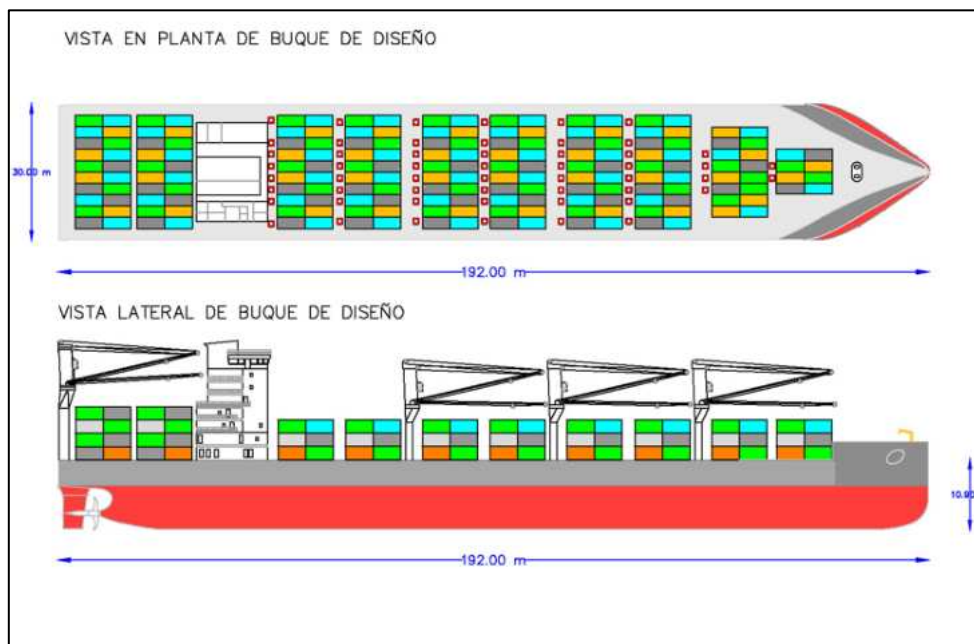 VISTA EN PLANTA DE BUQUE DE DISEÑO
30.00 m
192.00 m
VISTA LATERAL DE BUQUE DE DISEÑO
192.00 m